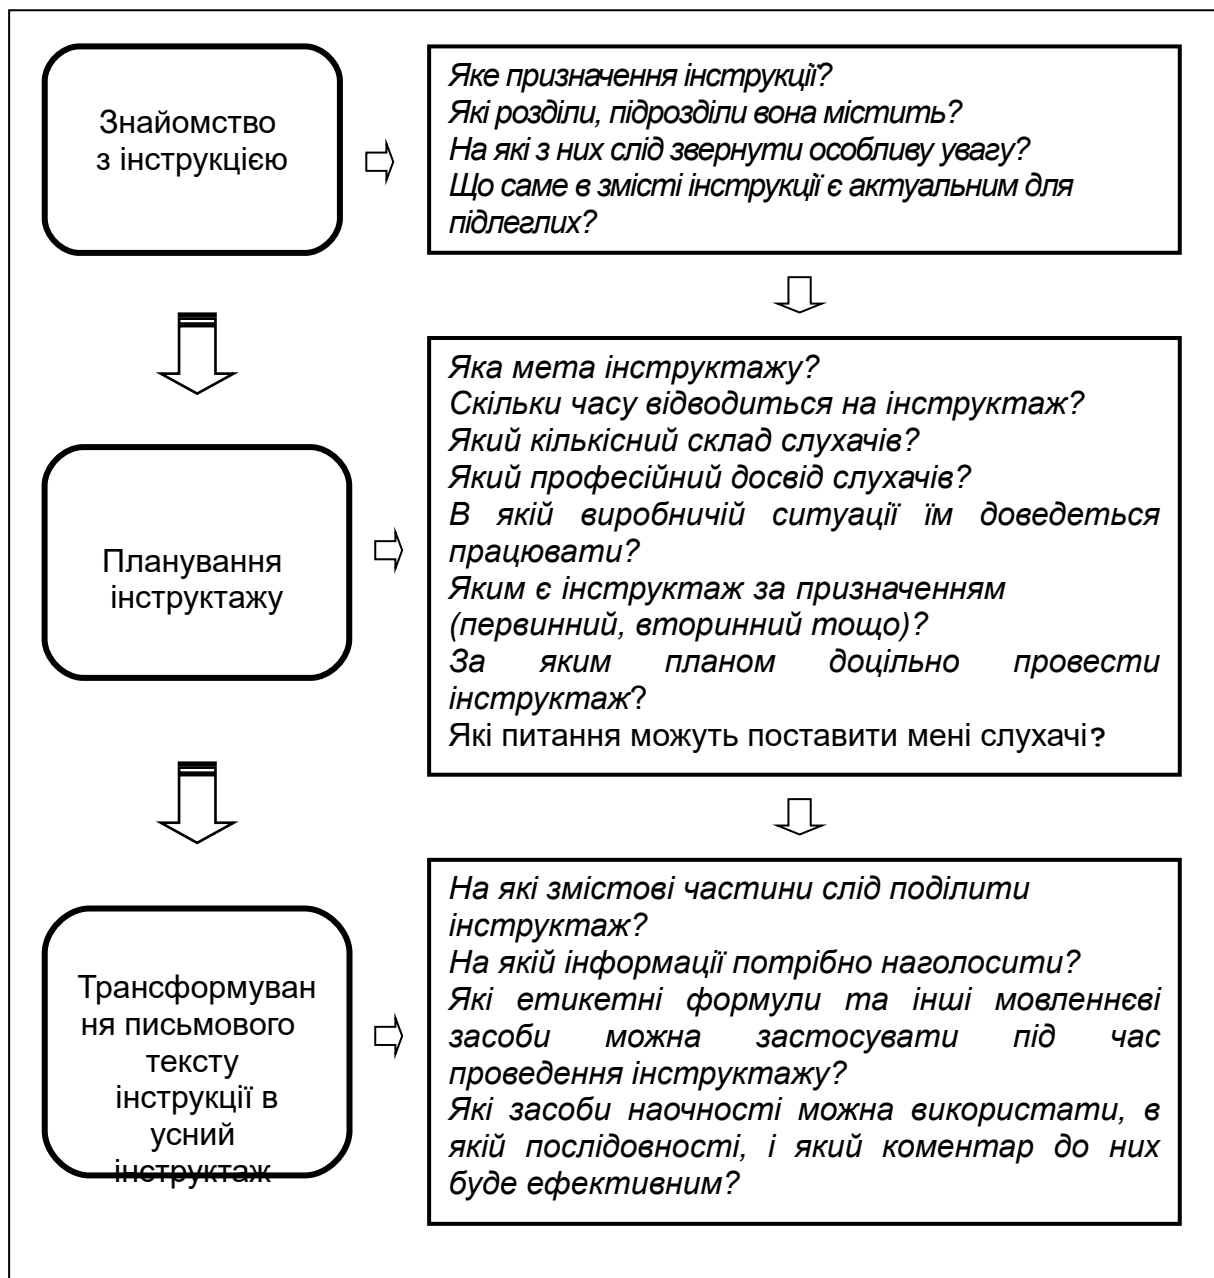 Знайомство
з інструкцією
Яке призначення інструкції?
Які розділи, підрозділи вона містить?
На які з них слід звернути особливу увагу?
Що саме в змісті інструкції є актуальним для
підлеглих?
Планування
інструктажу
Яка мета інструктажу?
Скільки часу відводиться на інструктаж?
Який кількісний склад слухачів?
Який професійний досвід слухачів?
В якій виробничій ситуації їм доведеться
працювати?
Яким є інструктаж за призначенням
(первинний, вторинний тощо)?
За яким планом доцільно провести
інструктаж?
Які питання можуть поставити мені слухачі?
Трансформуван
ня письмового
тексту
інструкції в
усний
інструктаж
На які змістові частини слід поділити
інструктаж?
На якій інформації потрібно наголосити?
Які етикетні формули та інші мовленнєві
засоби можна застосувати під час
проведення інструктажу?
Які засоби наочності можна використати, в
якій послідовності, і який коментар до них
буде ефективним?